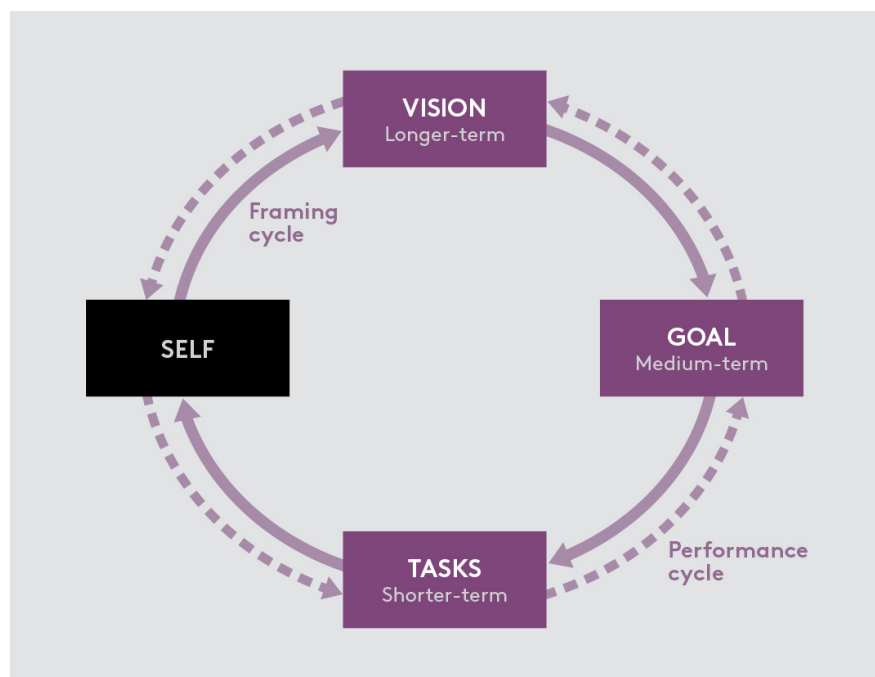 VISION
Longer-term
Framing
cycle
SELF
GOAL
Medium-term
TASKS
Shorter-term
Performance
cycle